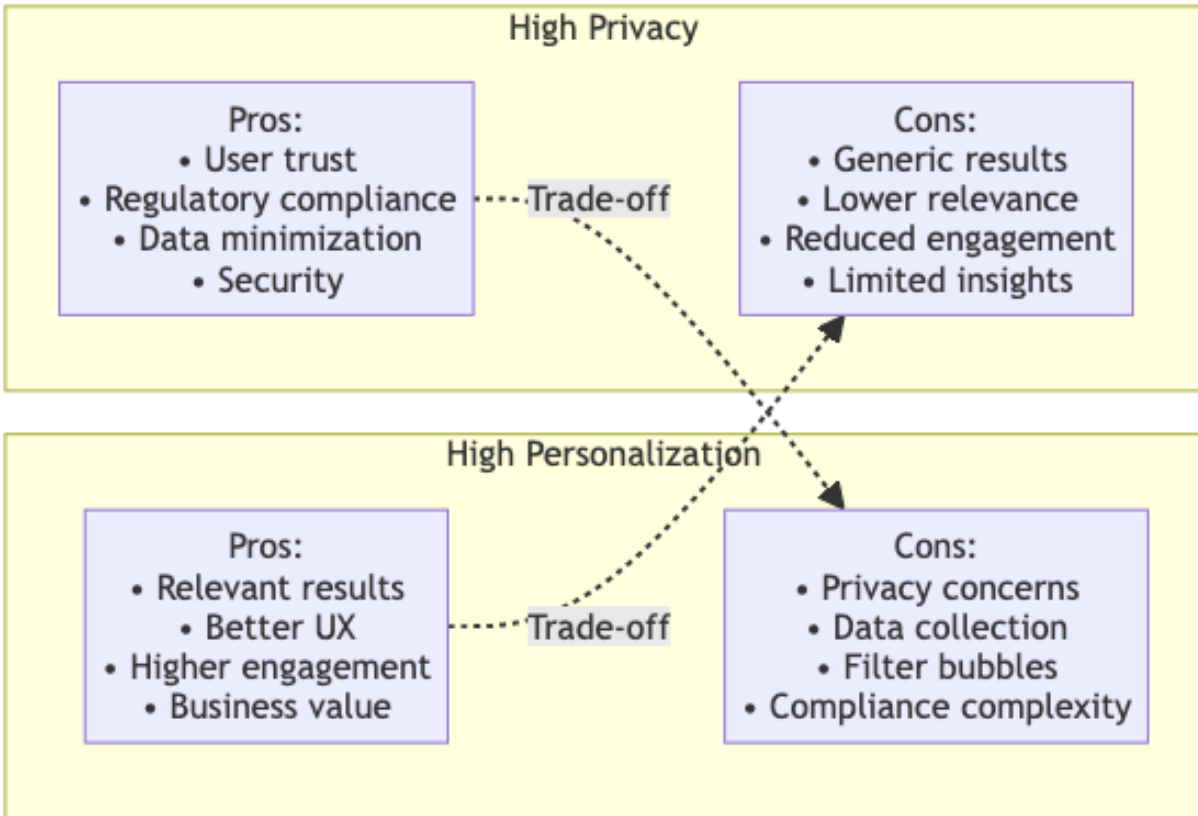 High Privacy
Pros:
• User trust
• Regulatory compliance
• Data minimization
• Security
Trade-off
Cons:
• Generic results
• Lower relevance
• Reduced engagement
• Limited insights
High Personalization
Pros:
• Relevant results
• Better UX
• Higher engagement
• Business value
Trade-off
Cons:
• Privacy concerns
• Data collection
• Filter bubbles
• Compliance complexity